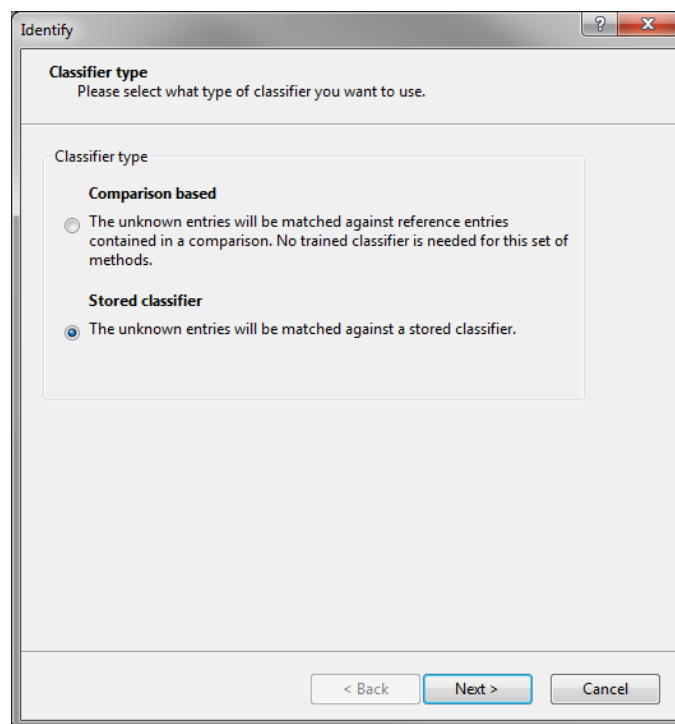 Identify
Classifier type
Please select what type of classifier you want to use.
Classifier type
Comparison based
The unknown entries will be matched against reference entries
contained in a comparison. No trained classifier is needed for this set of
methods.
Stored classifier
The unknown entries will be matched against a stored classifier.
< Back Next > Cancel